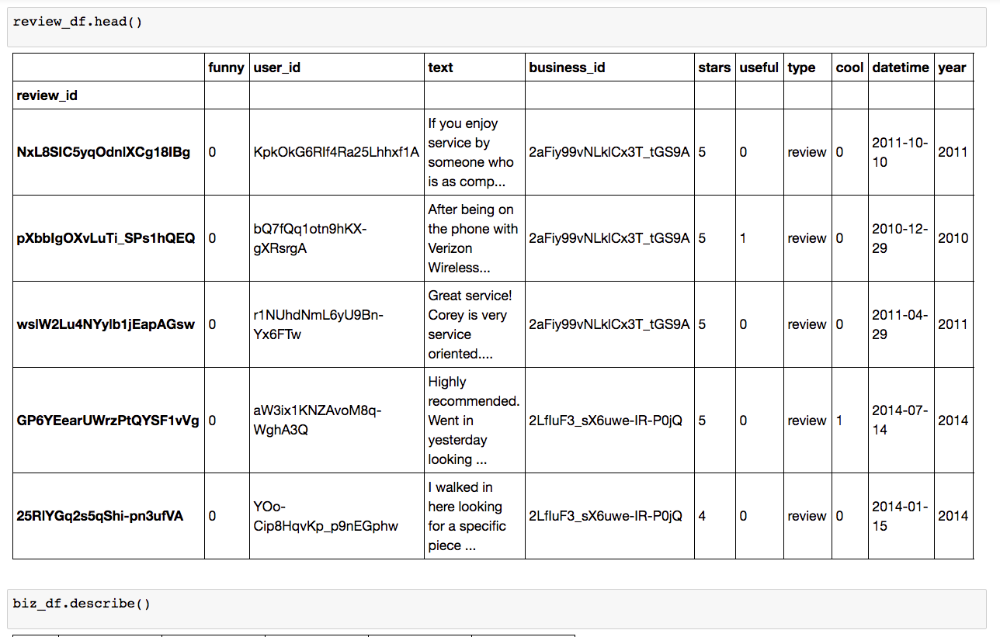 review_df.head()
funny user_id text business_id stars useful type cool datetime year
review_id
NxL8SIC5yqOdnlXCg18IBg 0 KpkOkG6RIf4Ra25Lhhxf1A If you enjoy service by someone who is as comp... 2aFiy99vNLklCx3T_tGS9A 5 0 review 0 2011-10-10 2011
pXbbIgOXvLuTi_SPs1hQEQ 0 bQ7fQq1otn9hKX-gXRsrgA After being on the phone with Verizon Wireless... 2aFiy99vNLklCx3T_tGS9A 5 1 review 0 2010-12-29 2010
wslW2Lu4NYylb1jEapAGsw 0 r1NUhdNmL6yU9Bn-Yx6FTw Great service! Corey is very service oriented.... 2aFiy99vNLklCx3T_tGS9A 5 0 review 0 2011-04-29 2011
GP6YEearUWrzPtQYSF1vVg 0 aW3ix1KNZAvoM8q-WghA3Q Highly recommended. Went in yesterday looking ... 2LfIuF3_sX6uwe-IR-P0jQ 5 0 review 1 2014-07-14 2014
25RlYGq2s5qShi-pn3ufVA 0 YOo-Cip8HqvKp_p9nEGphw I walked in here looking for a specific piece ... 2LfIuF3_sX6uwe-IR-P0jQ 4 0 review 0 2014-01-15 2014
biz_df.describe()